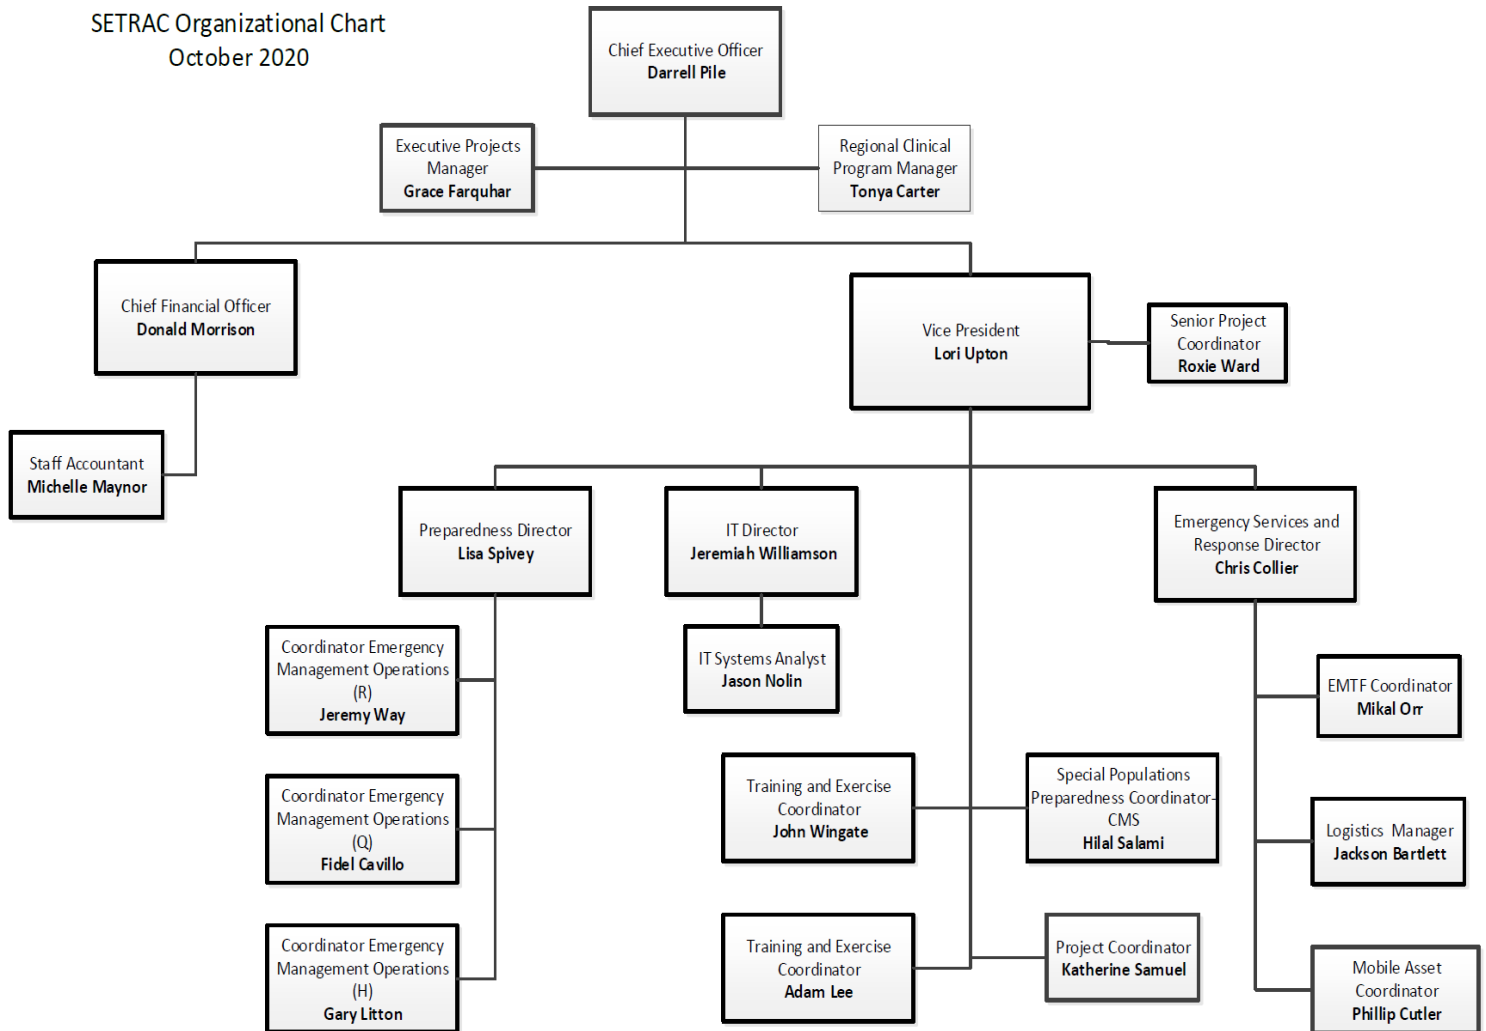 SETRAC Organizational Chart
October 2020
Chief Executive Officer
Darrell Pile
Executive Projects
Manager
Grace Farquhar
Regional Clinical
Program Manager
Tonya Carter
Chief Financial Officer
Donald Morrison
Vice President
Lori Upton
Senior Project
Coordinator
Roxie Ward
Staff Accountant
Michelle Maynor
Preparedness Director
Lisa Spivey
IT Director
Jeremiah Williamson
Emergency Services and
Response Director
Chris Collier
Coordinator Emergency
Management Operations
(R)
Jeremy Way
IT Systems Analyst
Jason Nolin
EMTF Coordinator
Mikal Orr
Coordinator Emergency
Management Operations
(Q)
Fidel Cavillo
Training and Exercise
Coordinator
John Wingate
Special Populations
Preparedness Coordinator-
CMS
Hilal Salami
Logistics Manager
Jackson Bartlett
Coordinator Emergency
Management Operations
(H)
Gary Litton
Training and Exercise
Coordinator
Adam Lee
Project Coordinator
Katherine Samuel
Mobile Asset
Coordinator
Phillip Cutler